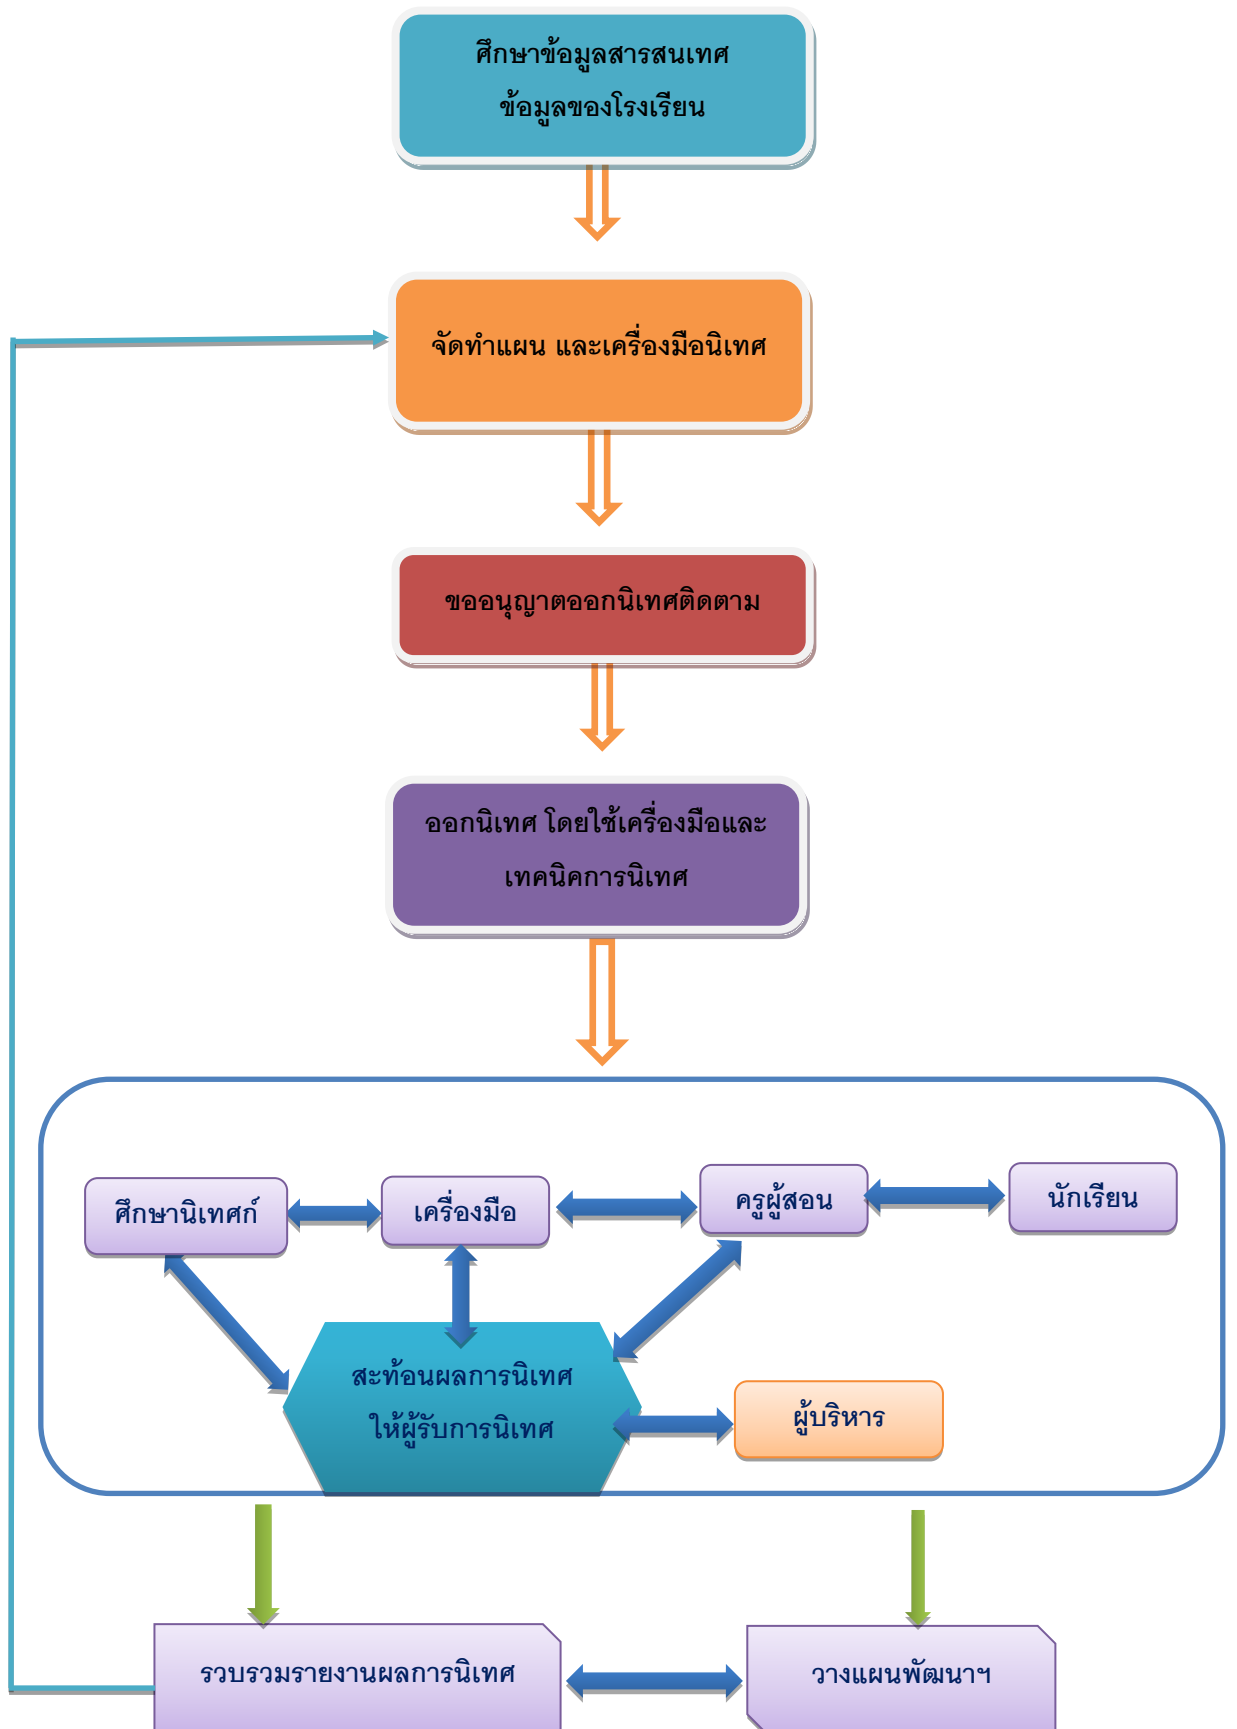 ศึกษาข้อมูลสารสนเทศ
ข้อมูลของโรงเรียน
จัดทำแผน และเครื่องมือนิเทศ
ขออนุญาตออกนิเทศติดตาม
ออกนิเทศ โดยใช้เครื่องมือและ
เทคนิคการนิเทศ
ศึกษานิเทศก์
เครื่องมือ
ครูผู้สอน
นักเรียน
สะท้อนผลการนิเทศ
ให้ผู้รับการนิเทศ
ผู้บริหาร
รวบรวมรายงานผลการนิเทศ
วางแผนพัฒนาฯ